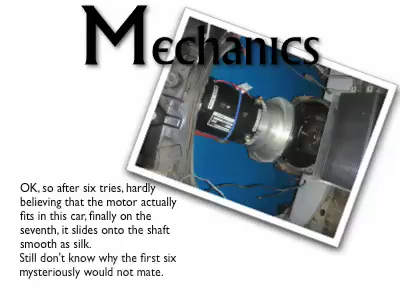 Mechanics
OK, so after six tries, hardly
believing that the motor actually
fits in this car, finally on the
seventh, it slides onto the shaft
smooth as silk.
Still don't know why the first six
mysteriously would not mate.